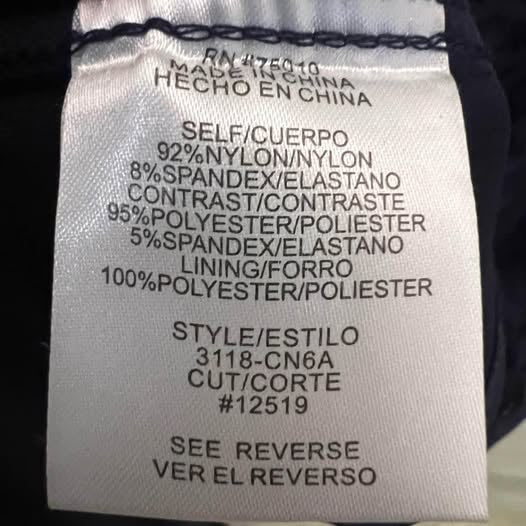 MADE IN CHINA
HECHO EN CHINA
SELF/CUERPO
92%NYLON/NYLON
8%SPANDEX/ELASTANO
CONTRAST/CONTRASTE
95%POLYESTER/POLIESTER
5%SPANDEX/ELASTANO
LINING/FORRO
100%POLYESTER/POLIESTER
STYLE/ESTILO
3118-CN6A
CUT/CORTE
#12519
SEE REVERSE
VER EL REVERSO